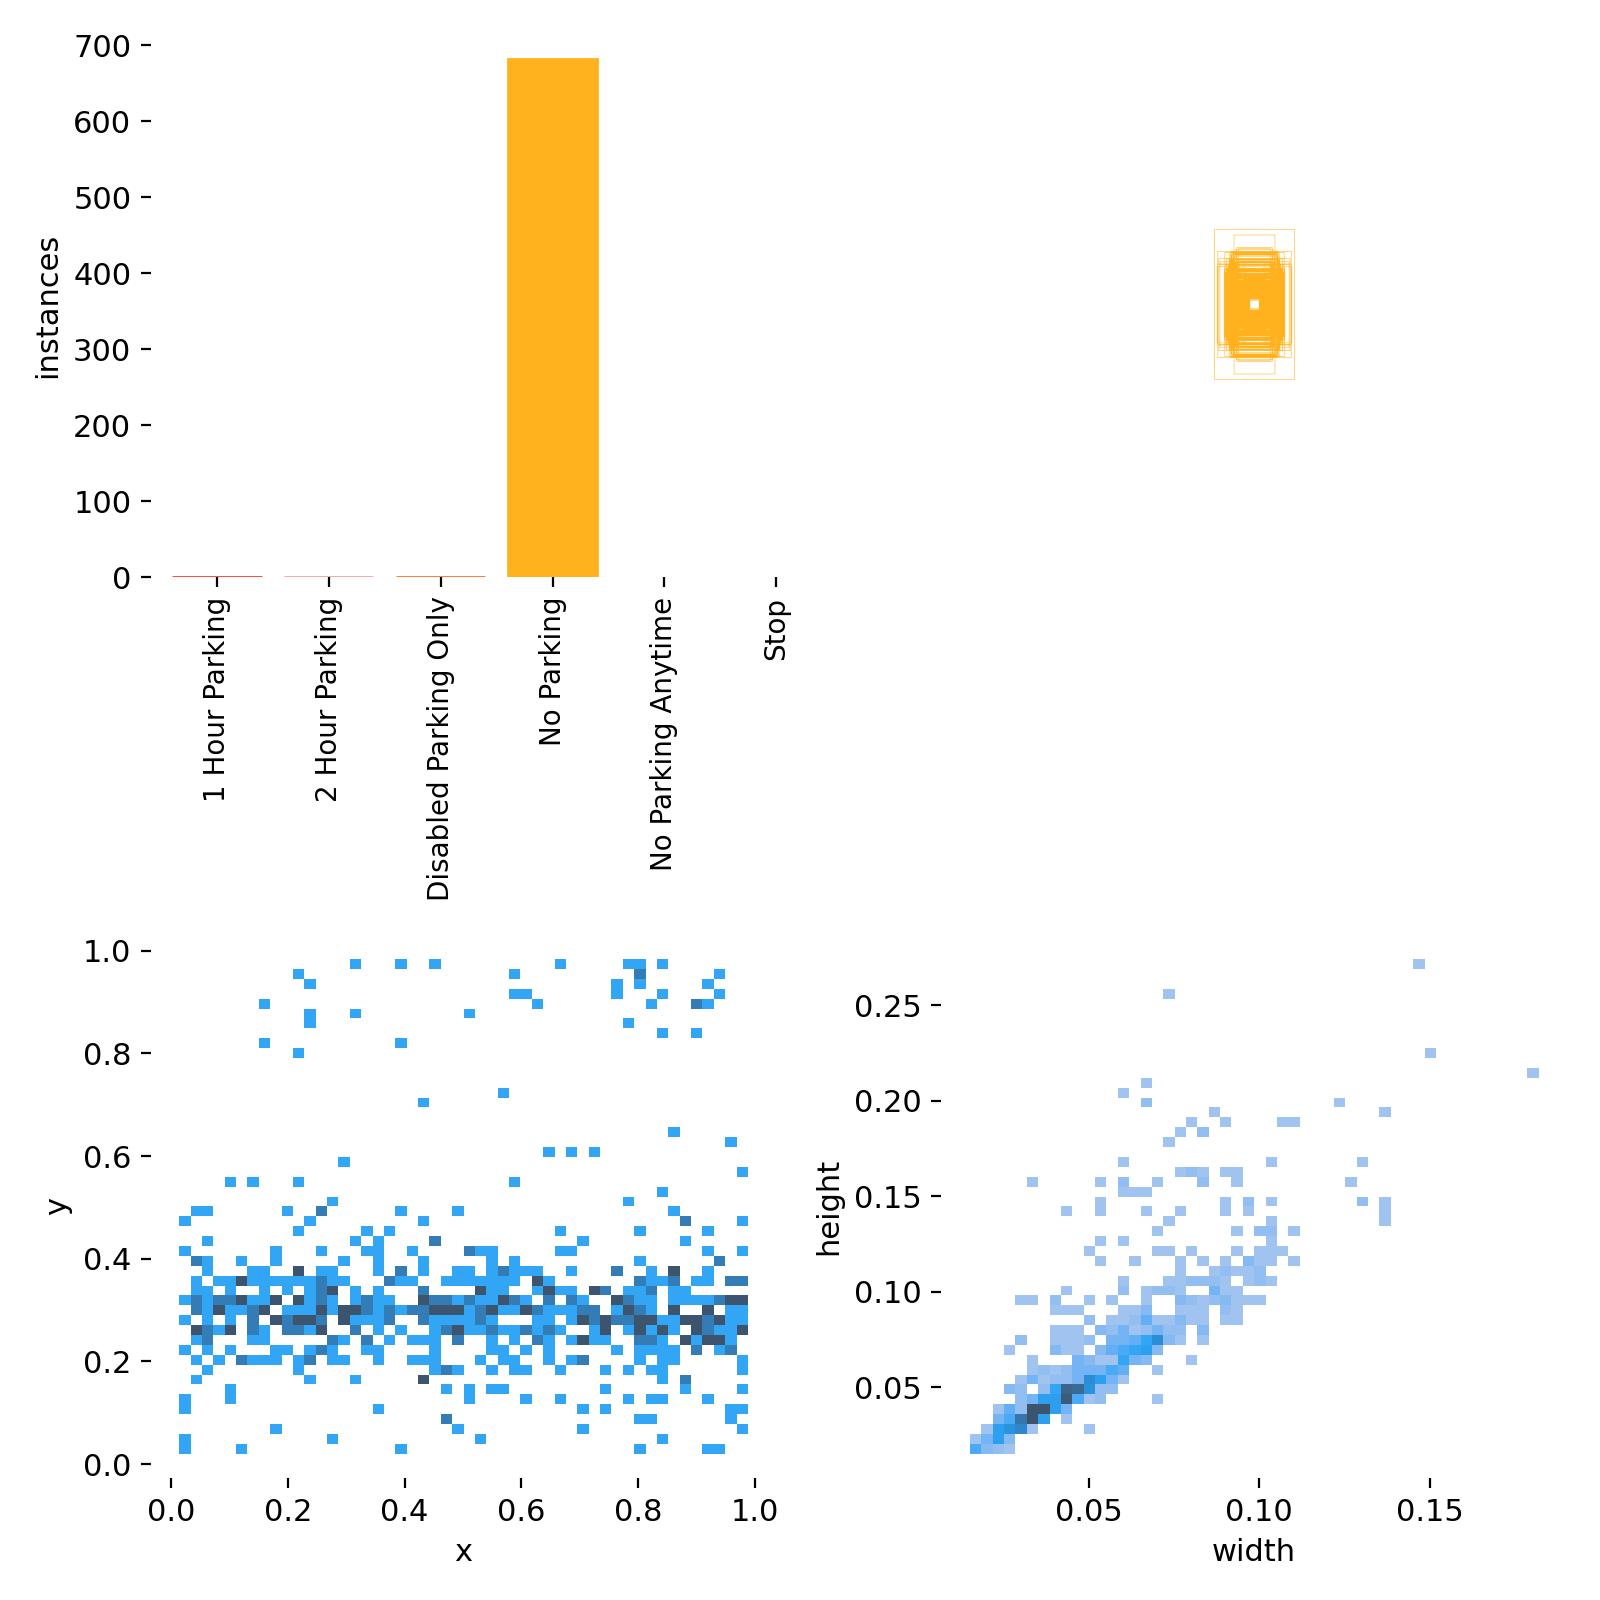 700
600
500
400
300
200
100
0
instances
1 Hour Parking
2 Hour Parking
Disabled Parking Only
No Parking
No Parking Anytime
Stop
1.0
0.8
0.6
0.4
0.2
0.0
y
0.0 0.2 0.4 0.6 0.8 1.0
x
0.25
0.20
0.15
0.10
0.05
height
0.05 0.10 0.15
width